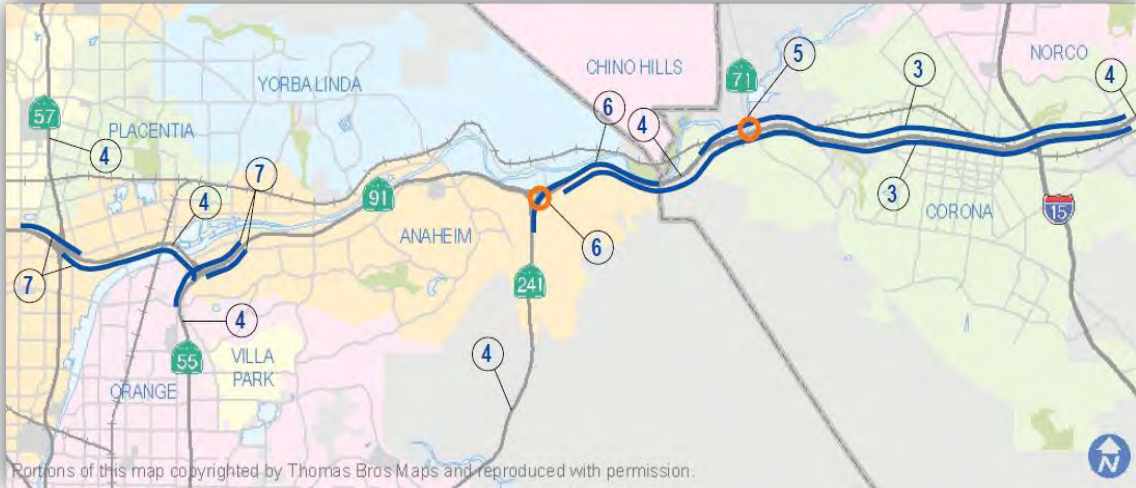 NORCO
5
CHINO HILLS
71
3
4
YORBA LINDA
6
4
57
PLACENTIA
4
7
4
91
3
CORONA
15
ANAHEIM
6
7
241
4
4
55
VILLA
PARK
ORANGE
N
Portions of this map copyrighted by Thomas Bros Maps and reproduced with permission.